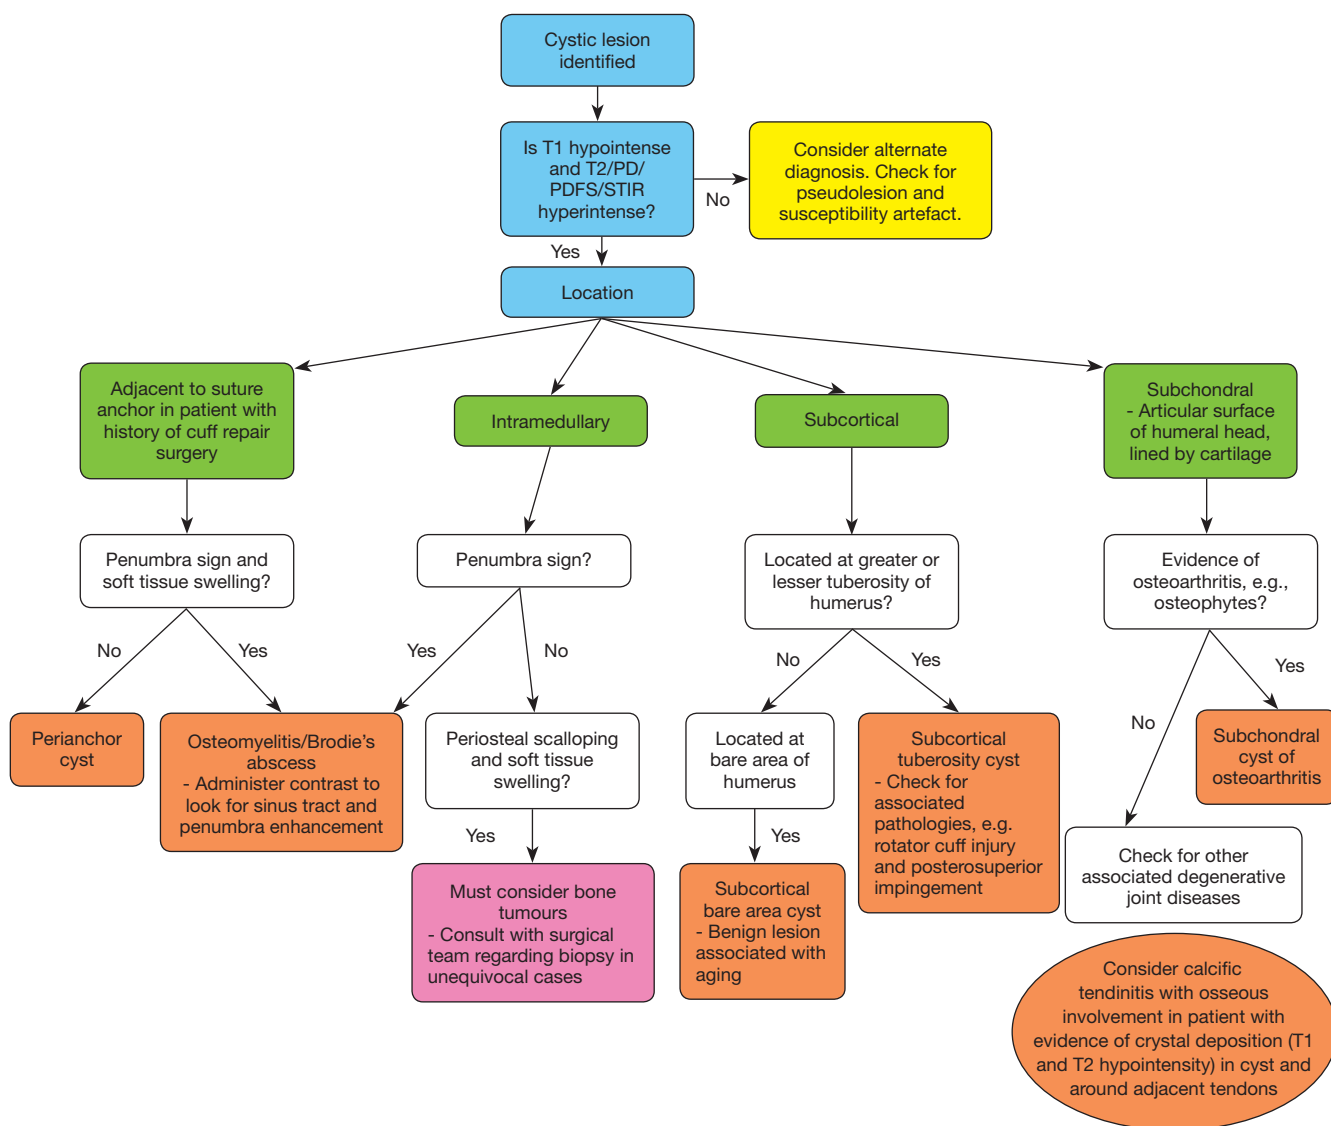 Cystic lesion
identified
Is T1 hypointense
and T2/PD/
PDFS/STIR
hyperintense?
No
Consider alternate
diagnosis. Check for
pseudolesion and
susceptibility artefact.
Yes
Location
Adjacent to suture
anchor in patient with
history of cuff repair
surgery
Intramedullary
Subcortical
Subchondral
- Articular surface
of humeral head,
lined by cartilage
Penumbra sign and
soft tissue swelling?
Penumbra sign?
Located at greater or
lesser tuberosity of
humerus?
Evidence of
osteoarthritis, e.g.,
osteophytes?
No
Yes
Yes
No
No
Yes
No
Yes
Perianchor
cyst
Osteomyelitis/Brodie's
abscess
- Administer contrast to
look for sinus tract and
penumbra enhancement
Periosteal scalloping
and soft tissue
swelling?
Located at
bare area of
humerus
Subcortical
tuberosity cyst
- Check for
associated
pathologies, e.g.
rotator cuff injury
and posterosuperior
impingement
Subchondral
cyst of
osteoarthritis
Yes
Yes
Must consider bone
tumours
- Consult with surgical
team regarding biopsy in
unequivocal cases
Subcortical
bare area cyst
- Benign lesion
associated with
aging
Check for other
associated degenerative
joint diseases
Consider calcific
tendinitis with osseous
involvement in patient with
evidence of crystal deposition (T1
and T2 hypointensity) in cyst and
around adjacent tendons